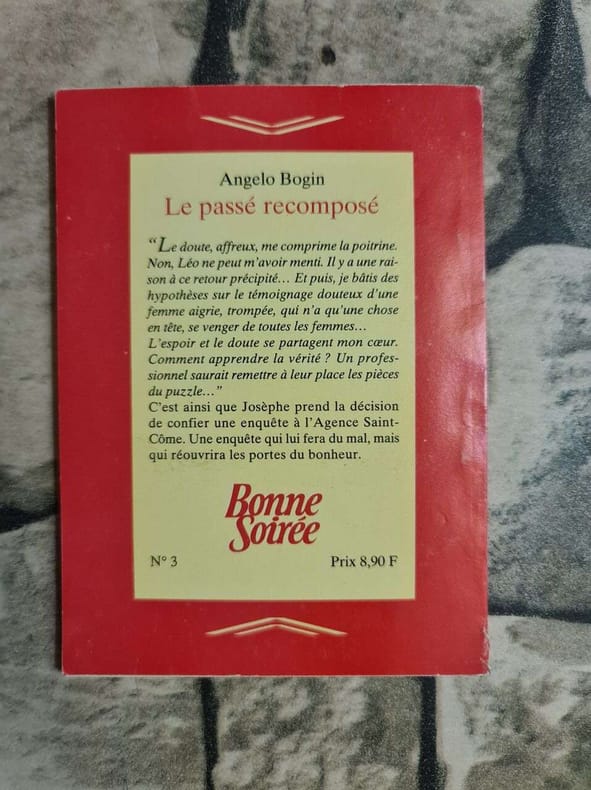 Angelo Bogin
Le passé recomposé
“Le doute, affreux, me comprime la poitrine.
Non, Léo ne peut m'avoir menti. Il y a une rai-
son à ce retour précipité... Et puis, je bâtis des
hypothèses sur le témoignage douteux d'une
femme aigrie, trompée, qui n'a qu'une chose
en tête, se venger de toutes les femmes...
L'espoir et le doute se partagent mon cœur.
Comment apprendre la vérité ? Un profes-
sionnel saurait remettre à leur place les pièces
du puzzle...”
C'est ainsi que Josèphe prend la décision
de confier une enquête à l'Agence Saint-
Côme. Une enquête qui lui fera du mal, mais
qui réouvrira les portes du bonheur.
Bonne
Soirée
N° 3 Prix 8,90 F